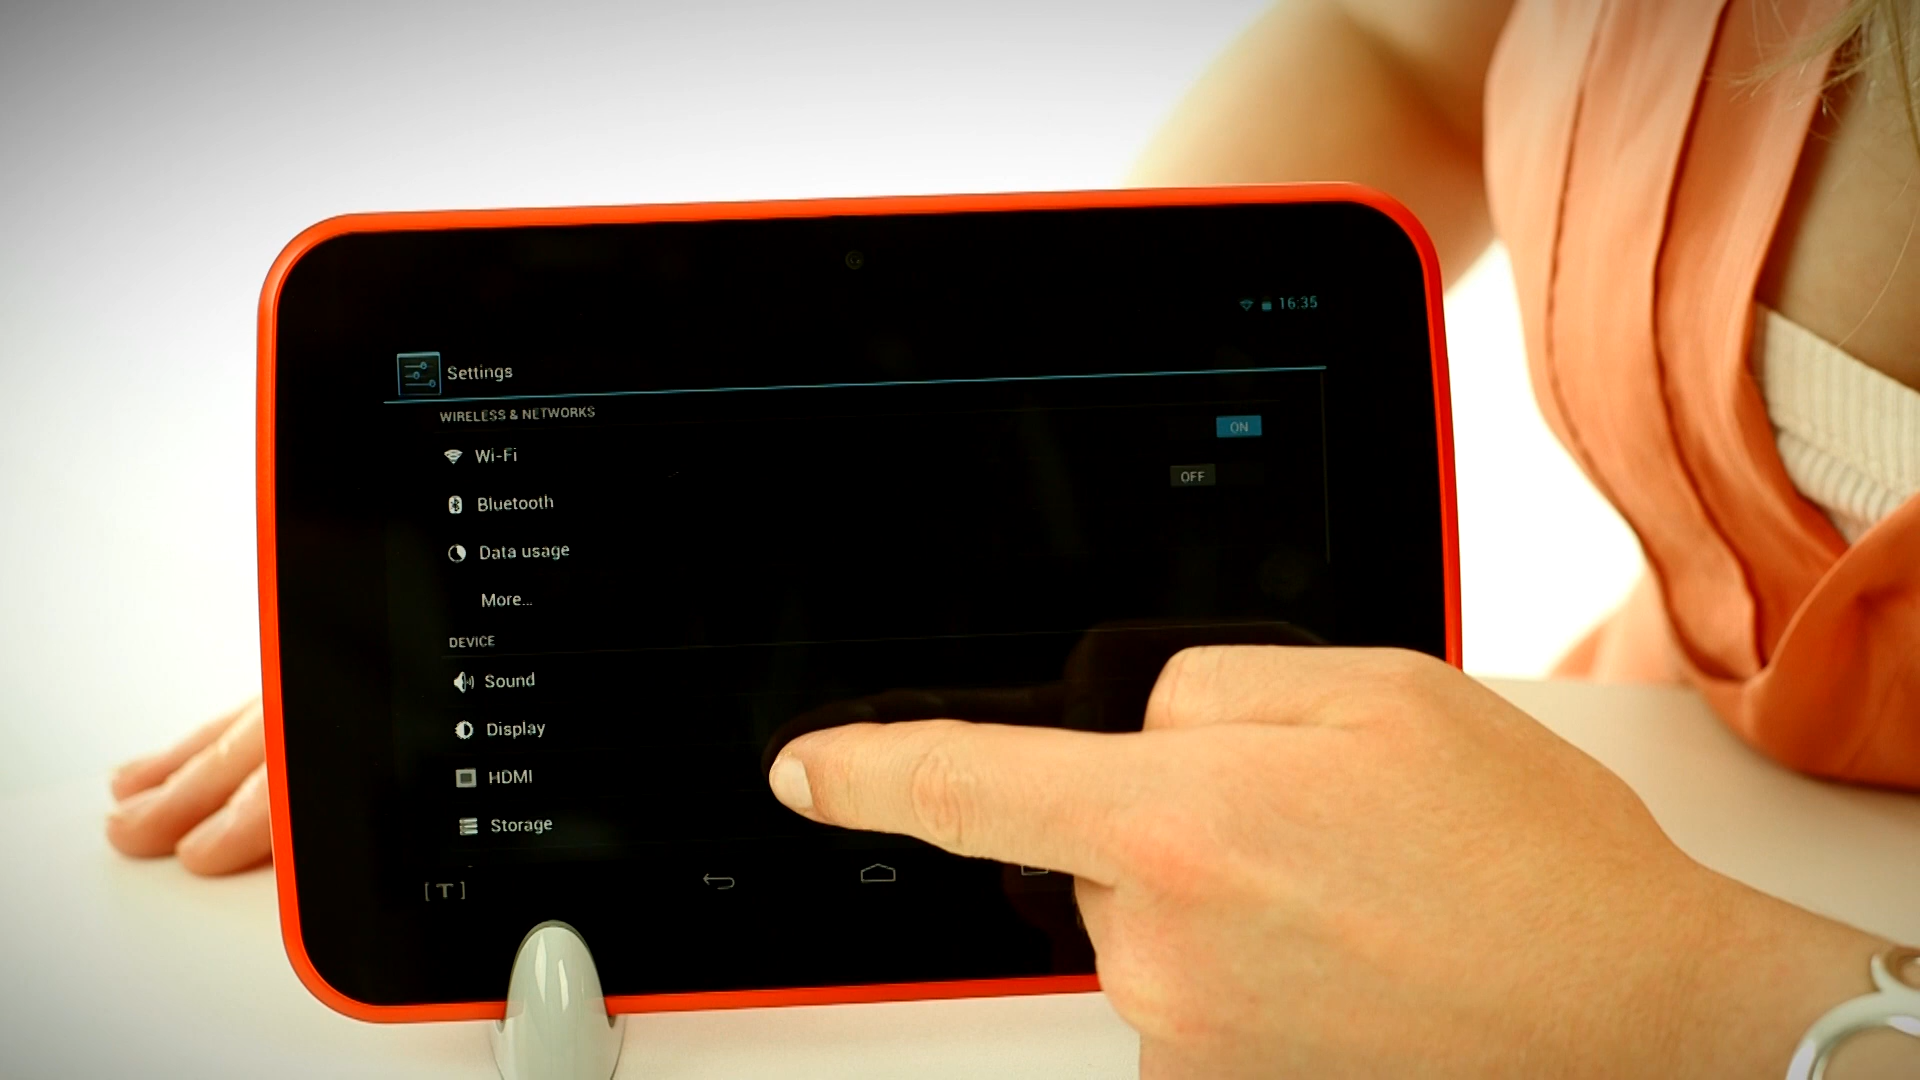 16:35
Settings
WIRELESS & NETWORKS
Wi-Fi ON
Bluetooth OFF
Data usage
More...
DEVICE
Sound
Display
HDMI
Storage
[T]